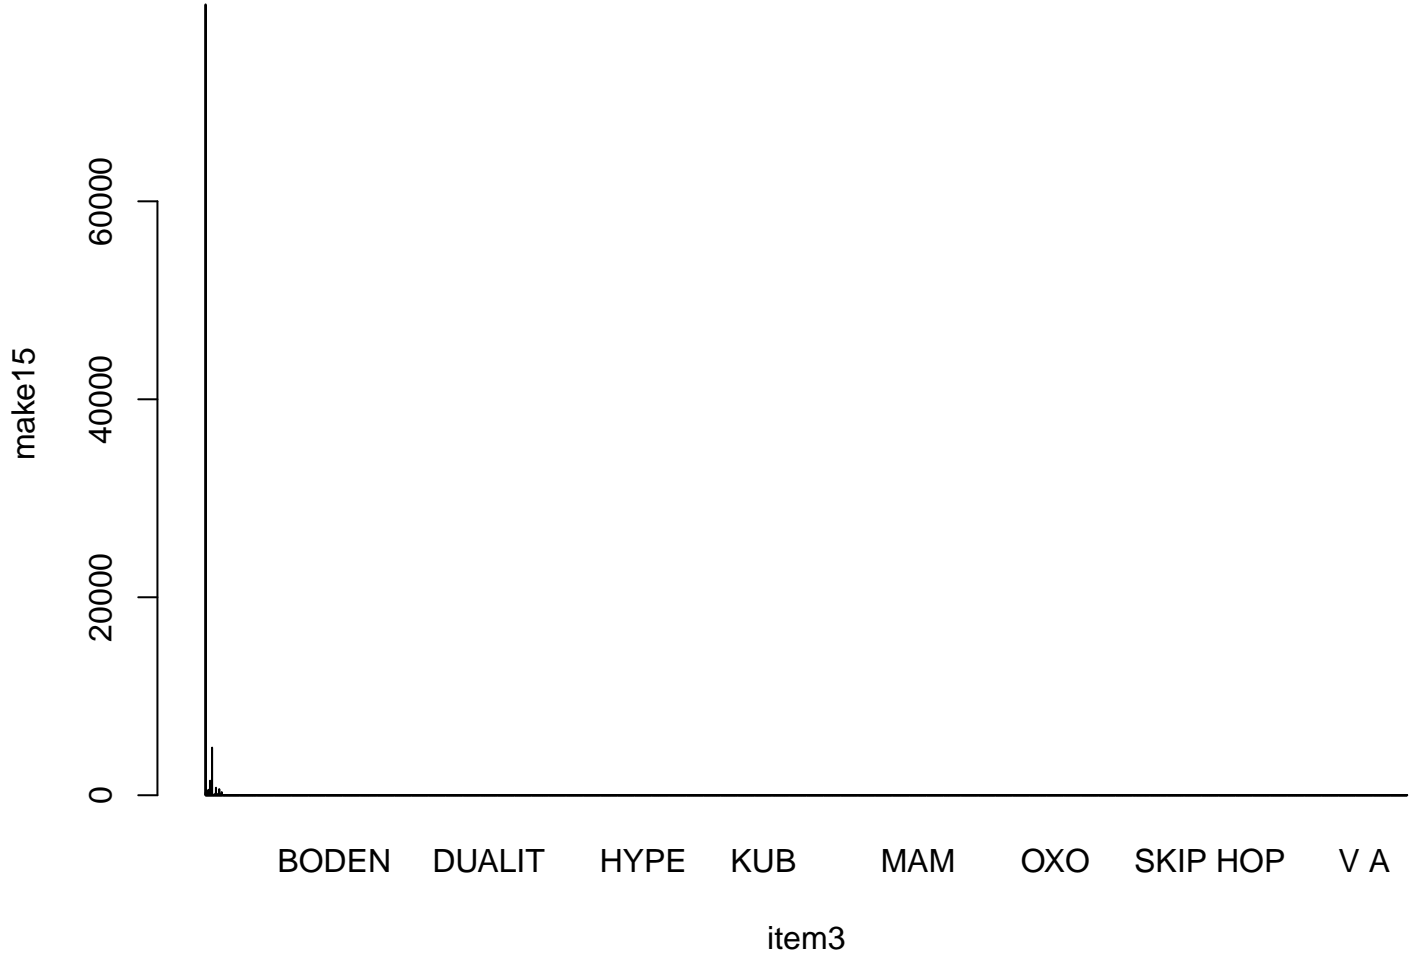 make15
60000
40000
20000
0
BODEN DUALIT HYPE KUB MAM OXO SKIP HOP V A
item3